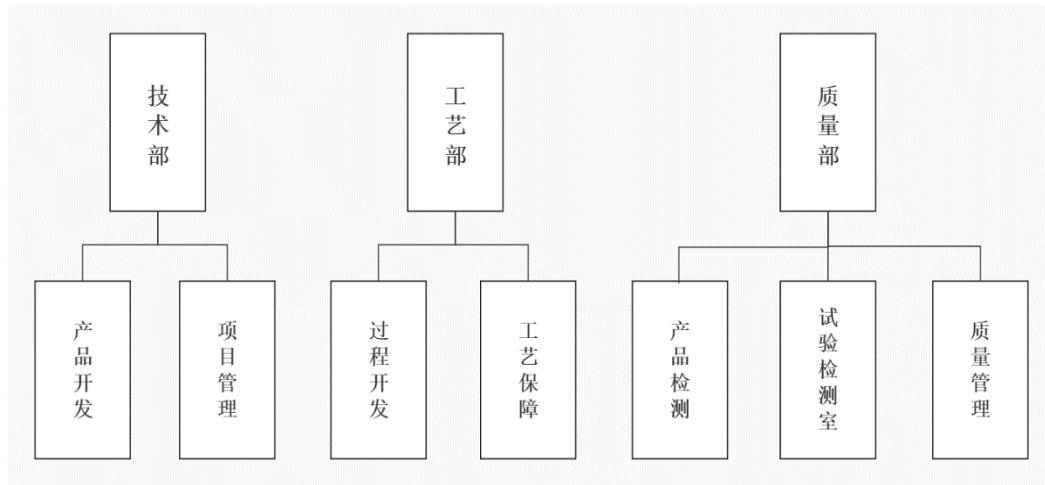 技术部
工艺部
质量部
产品开发
项目管理
过程开发
工艺保障
产品检测
试验检测室
质量管理